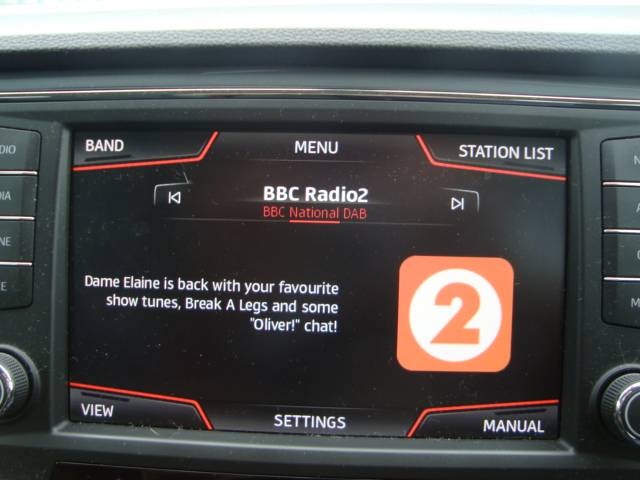 BAND
MENU
STATION LIST
BBC Radio2
BBC National DAB
Dame Elaine is back with your favourite
show tunes, Break A Legs and some
"Oliver!" chat!
2
VIEW
SETTINGS
MANUAL